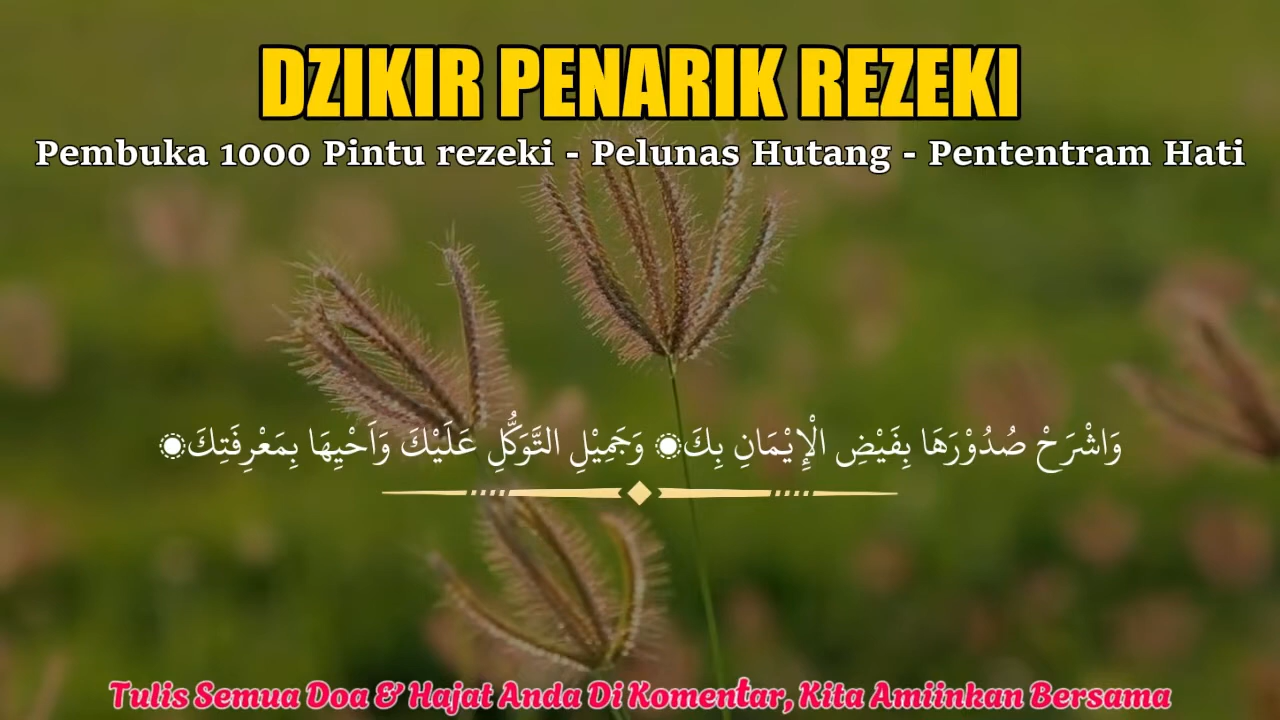 DZIKIR PENARIK REZEKI
Pembuka 1000 Pintu rezeki - Pelunas Hutang - Pententram Hati
وَاشْرَحْ صُدُوْرَهَا بِفَيْضِ الْإِيْمَانِ بِكَ۝ وَجَمِيْلِ التَّوَكُّلِ عَلَيْكَ وَاَحْيِهَا بِمَعْرِفَتِكَ۝
Tulis Semua Doa & Hajat Anda Di Komentar, Kita Amiinkan Bersama